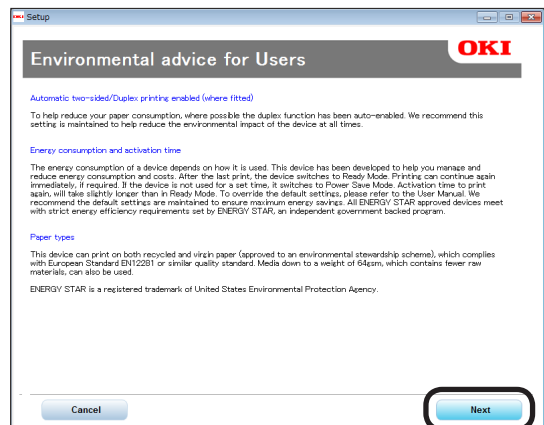 OKI Setup
Environmental advice for Users
OKI
Automatic two-sided/Duplex printing enabled (where fitted)
To help reduce your paper consumption, where possible the duplex function has been auto-enabled. We recommend this
setting is maintained to help reduce the environmental impact of the device at all times.
Energy consumption and activation time
The energy consumption of a device depends on how it is used. This device has been developed to help you manage and
reduce energy consumption and costs. After the last print, the device switches to Ready Mode. Printing can continue again
immediately, if required. If the device is not used for a set time, it switches to Power Save Mode. Activation time to print
again, will take slightly longer than in Ready Mode. To override the default settings, please refer to the User Manual. We
recommend the default settings are maintained to ensure maximum energy savings. All ENERGY STAR approved devices meet
with strict energy efficiency requirements set by ENERGY STAR, an independent government backed program.
Paper types
This device can print on both recycled and virgin paper (approved to an environmental stewardship scheme), which complies
with European Standard EN12281 or similar quality standard. Media down to a weight of 64gsm, which contains fewer raw
materials, can also be used.
ENERGY STAR is a registered trademark of United States Environmental Protection Agency.
Cancel
Next